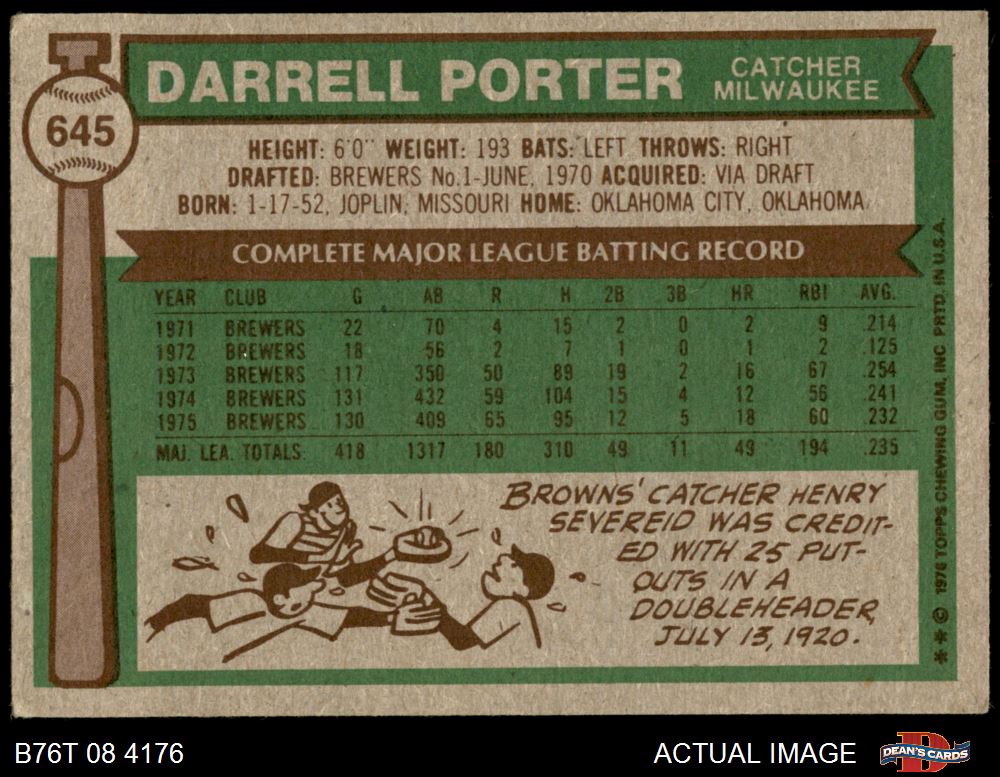 645
DARRELL PORTER
CATCHER
MILWAUKEE
HEIGHT: 6'0" WEIGHT: 193 BATS: LEFT THROWS: RIGHT
DRAFTED: BREWERS No.1-JUNE, 1970 ACQUIRED: VIA DRAFT
BORN: 1-17-52, JOPLIN, MISSOURI HOME: OKLAHOMA CITY, OKLAHOMA
COMPLETE MAJOR LEAGUE BATTING RECORD
YEAR CLUB G AB R H 2B 3B HR RBI AVG.
1971 BREWERS 22 70 4 15 2 0 2 9 .214
1972 BREWERS 18 56 2 7 1 0 1 2 .125
1973 BREWERS 117 350 50 89 19 2 16 67 .254
1974 BREWERS 131 432 59 104 15 4 12 56 .241
1975 BREWERS 130 409 65 95 12 5 18 60 .232
MAJ. LEA. TOTALS 418 1317 180 310 49 11 49 194 .235
BROWNS' CATCHER HENRY
SEVEREID WAS CREDIT-
ED WITH 25 PUT-
OUTS IN A
DOUBLEHEADER,
JULY 13, 1920.
** © 1976 TOPPS CHEWING GUM, INC. PRTD. IN U.S.A.
B76T 08 4176
ACTUAL IMAGE
DEAN'S CARDS